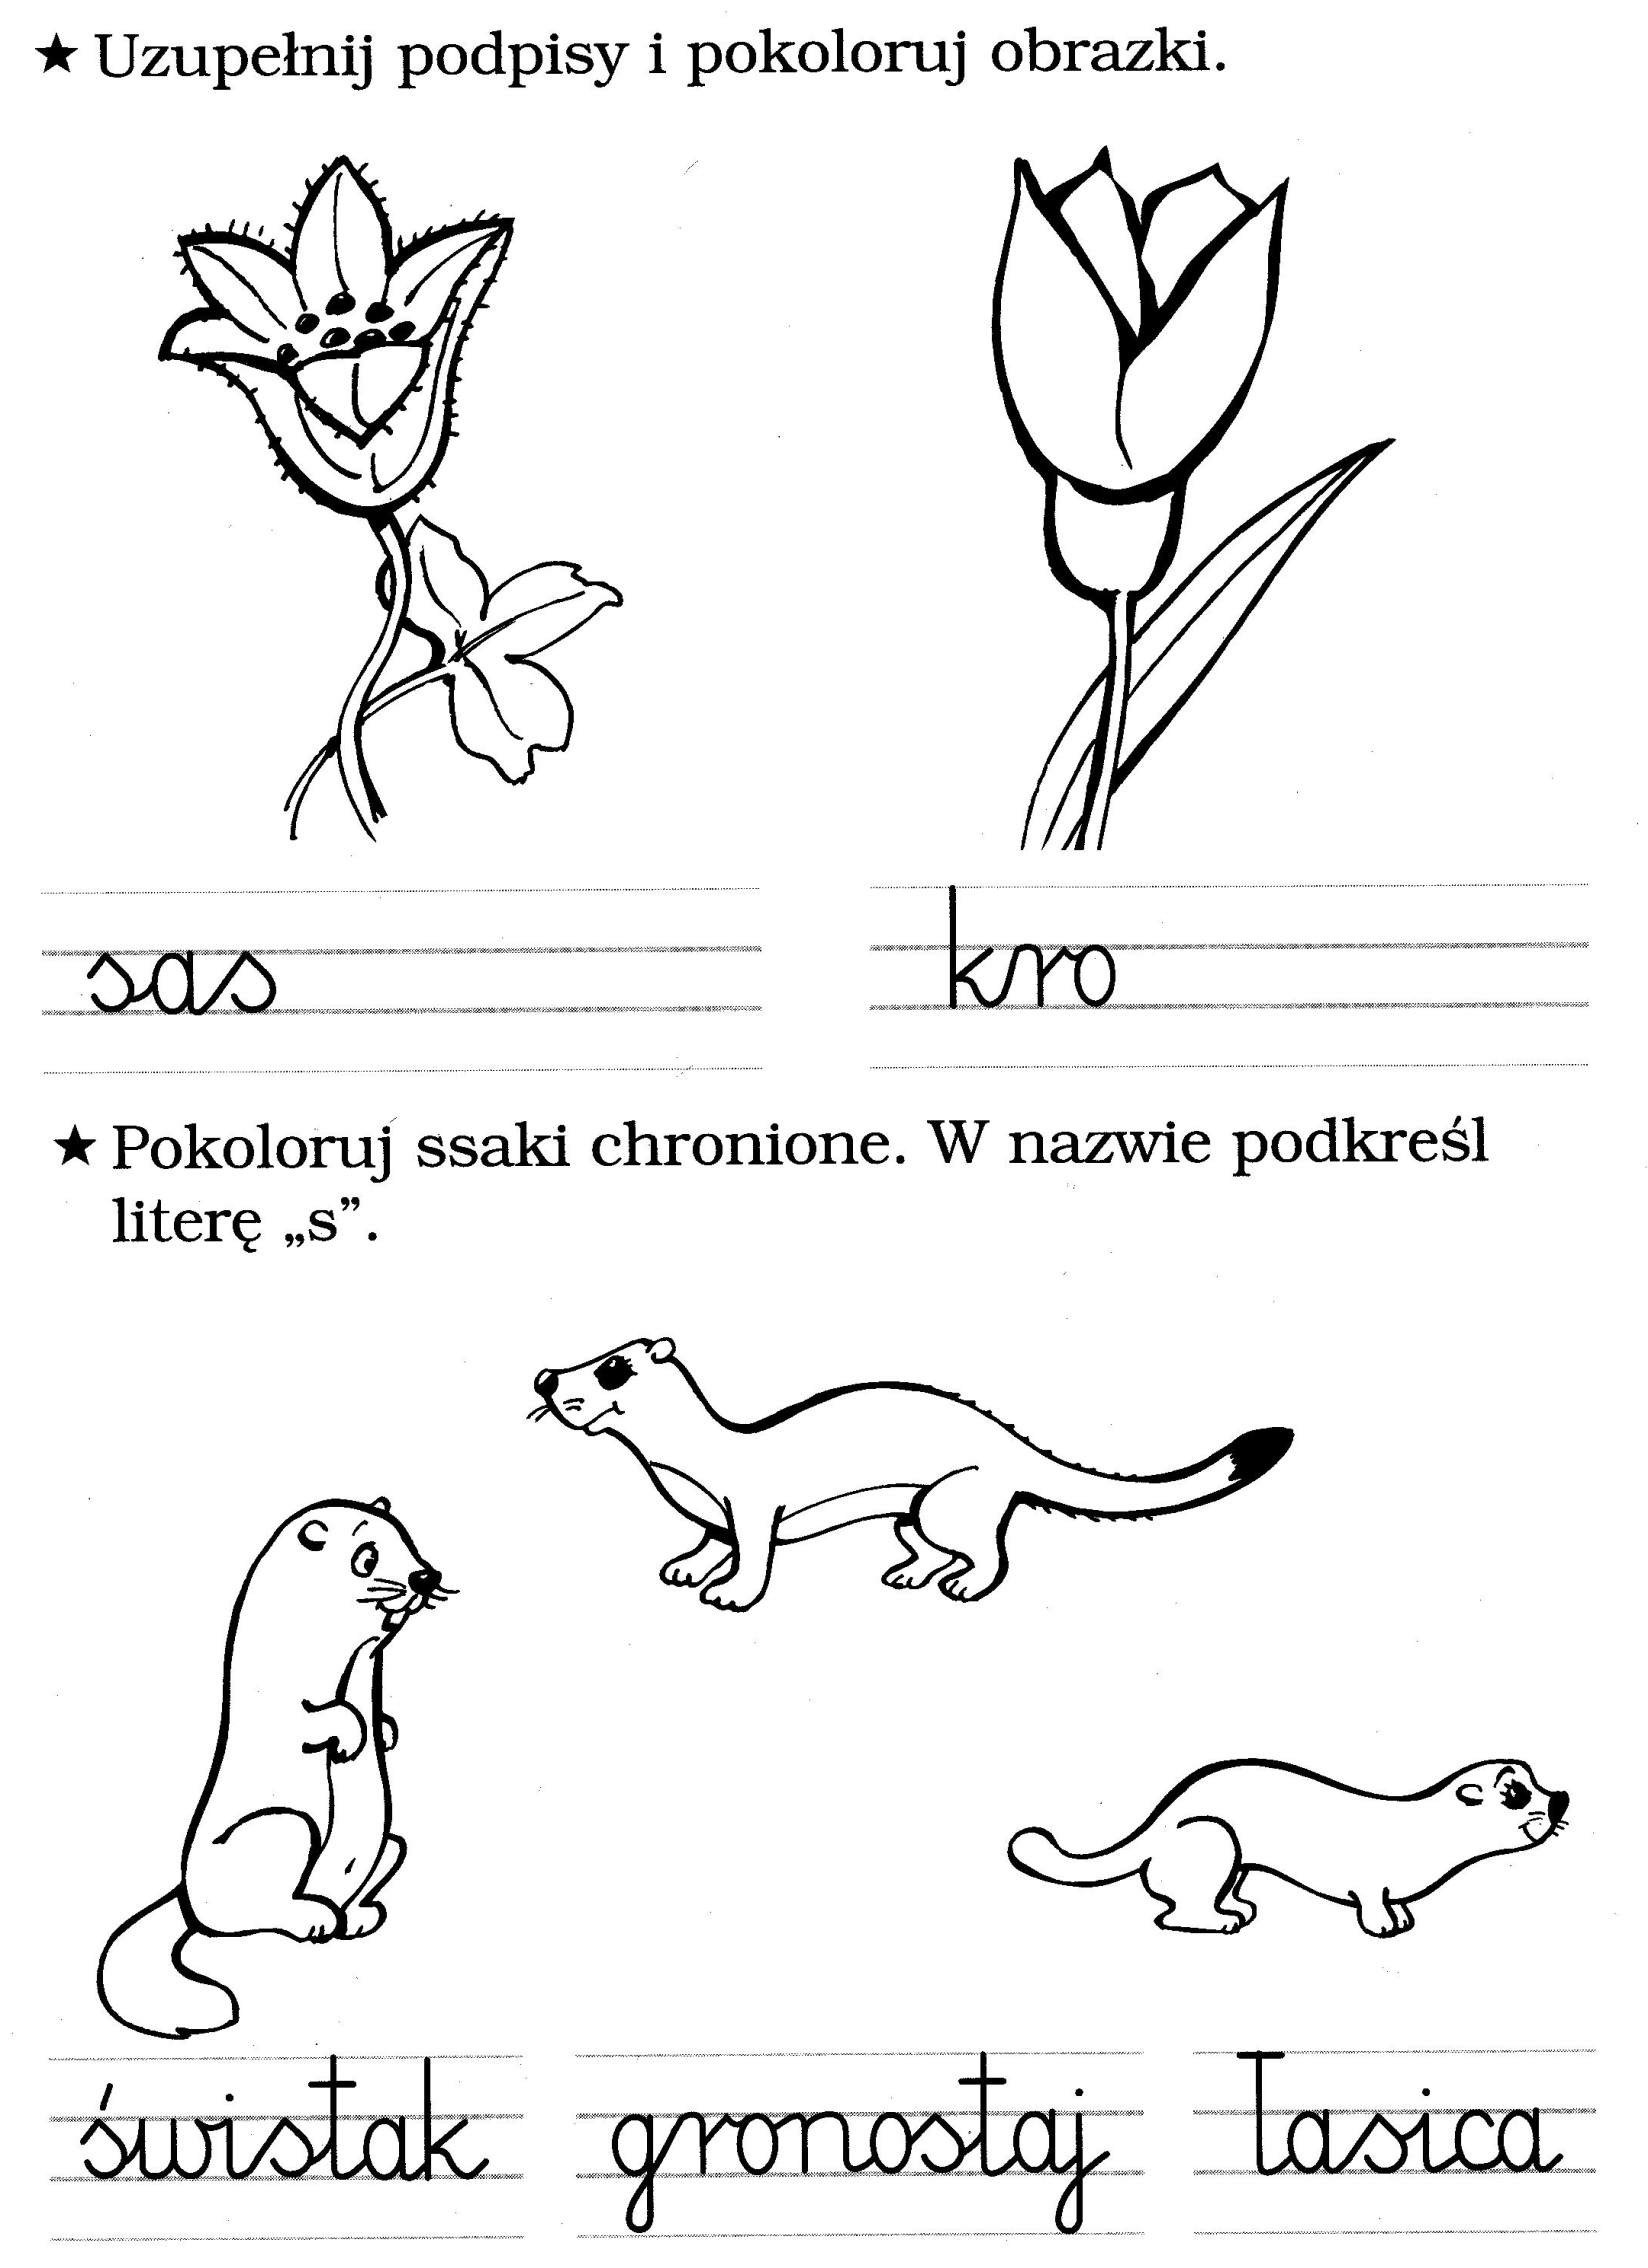 ★ Uzupełnij podpisy i pokoloruj obrazki.
sas kro
★ Pokoloruj ssaki chronione. W nazwie podkreśl
literę „s”.
świstak gronostaj łasica